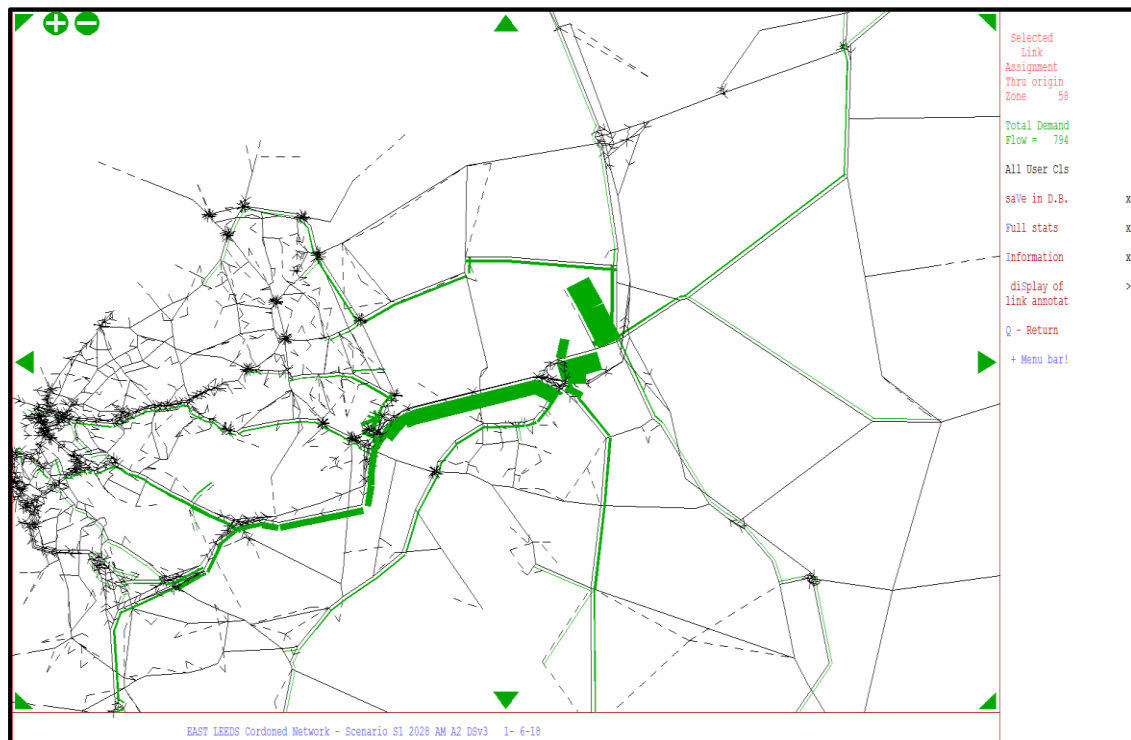 Selected
Link
Assignment
Thru origin
Zone 58
Total Demand
Flow = 794
All User Cls
saVe in D.B. x
Full stats x
Information x
diSplay of >
link annotat
Q - Return
+ Menu bar!
EAST LEEDS Cordoned Network - Scenario S1 2028 AM A2 DSv3 1- 6-18